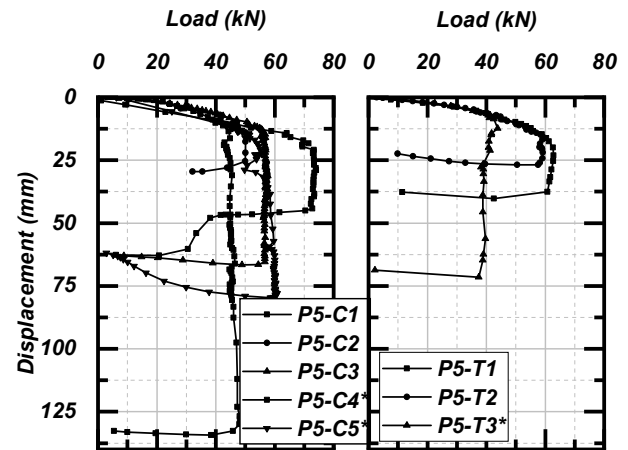 Load (kN) Load (kN)
0 20 40 60 80 0 20 40 60 80
0
25
50
75
100
125
Displacement (mm)
P5-C1
P5-C2
P5-C3
P5-C4*
P5-C5*
P5-T1
P5-T2
P5-T3*